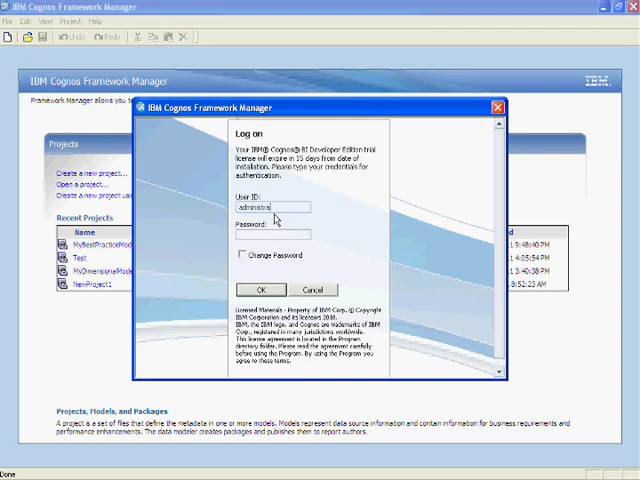 IBM Cognos Framework Manager
File Edit View Project Help
Undo Redo
IBM Cognos Framework Manager
IBM.
Framework Manager allows you t
IBM Cognos Framework Manager
Projects
Create a new project...
Open a project...
Create a new project us
Recent Projects
Name
MyBestPracticeMod
9:48:40 PM
Test
4:05:54 PM
MyDimensionalMode
3:40:38 PM
NewProject1
8:52:23 AM
Log on
Your IBM® Cognos® BI Developer Edition trial
license will expire in 15 days from date of
installation. Please type your credentials for
authentication.
User ID:
administra
Password:
Change Password
OK Cancel
Licensed Materials - Property of IBM Corp. © Copyright
IBM Corporation and its licensors 2010.
IBM, the IBM logo, and Cognos are trademarks of IBM
Corp., registered in many jurisdictions worldwide.
This license agreement is located in the Program
directory folder. Please read the agreement carefully
before using the Program. By using the Program you
agree to these terms.
Projects, Models, and Packages
A project is a set of files that define the metadata in one or more models. Models represent data source information and contain information for business requirements and
performance enhancements. The data modeler creates packages and publishes them to report authors.
Done